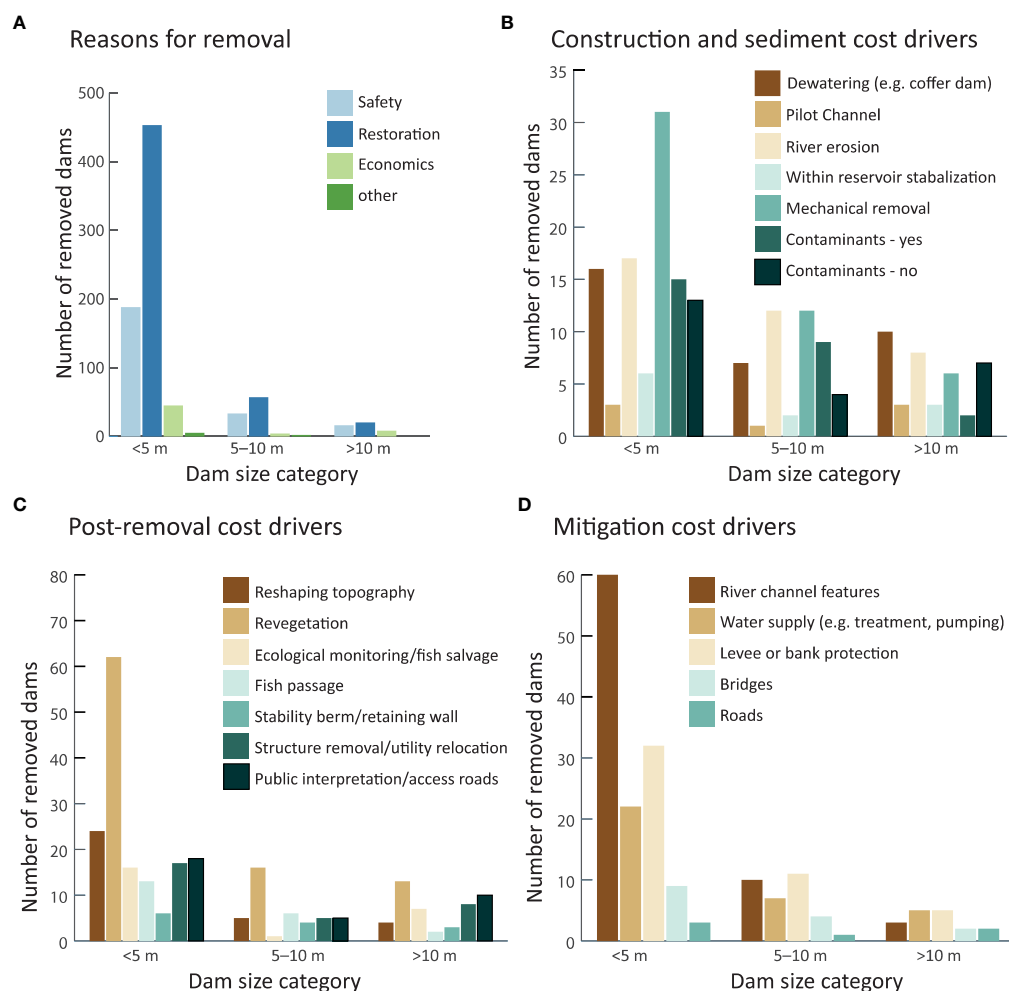 A
Reasons for removal
Number of removed dams
500
400
300
200
100
0
Safety
Restoration
Economics
other
<5 m
5–10 m
>10 m
Dam size category
B
Construction and sediment cost drivers
Number of removed dams
35
30
25
20
15
10
5
0
Dewatering (e.g. coffer dam)
Pilot Channel
River erosion
Within reservoir stabalization
Mechanical removal
Contaminants - yes
Contaminants - no
<5 m
5–10 m
>10 m
Dam size category
C
Post-removal cost drivers
Number of removed dams
80
70
60
50
40
30
20
10
0
Reshaping topography
Revegetation
Ecological monitoring/fish salvage
Fish passage
Stability berm/retaining wall
Structure removal/utility relocation
Public interpretation/access roads
<5 m
5–10 m
>10 m
Dam size category
D
Mitigation cost drivers
Number of removed dams
60
50
40
30
20
10
0
River channel features
Water supply (e.g. treatment, pumping)
Levee or bank protection
Bridges
Roads
<5 m
5–10 m
>10 m
Dam size category